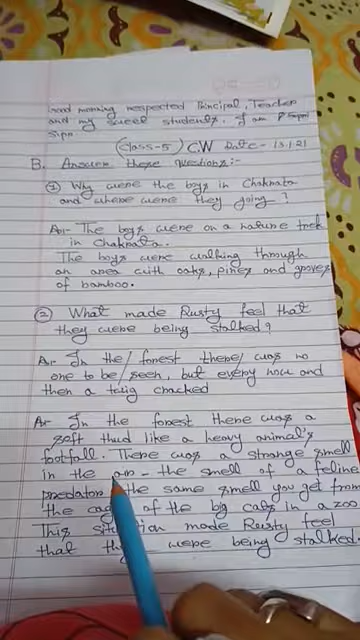 Good morning respected Principal, Teacher
and my sweet students. I am
Sign.
Class-5 C.W Date - 13.1.21
B. Answer these questions:-
① Why were the boys in Chakrata
and where were they going?
An- The boys were on a nature trek
in Chakrata.
The boys were walking through
an area with oaks, pines and groves
of bamboo.
② What made Rusty feel that
they were being stalked?
An- In the/ forest there/ was no
one to be/ seen, but every now and
then a twig cracked
An- In the forest there was a
soft thud like a heavy animal's
footfall. There was a strange smell
in the air - the smell of a feline
predator the same smell you get from
the cages of the big cats in a zoo
This situation made Rusty feel
that they were being stalked.